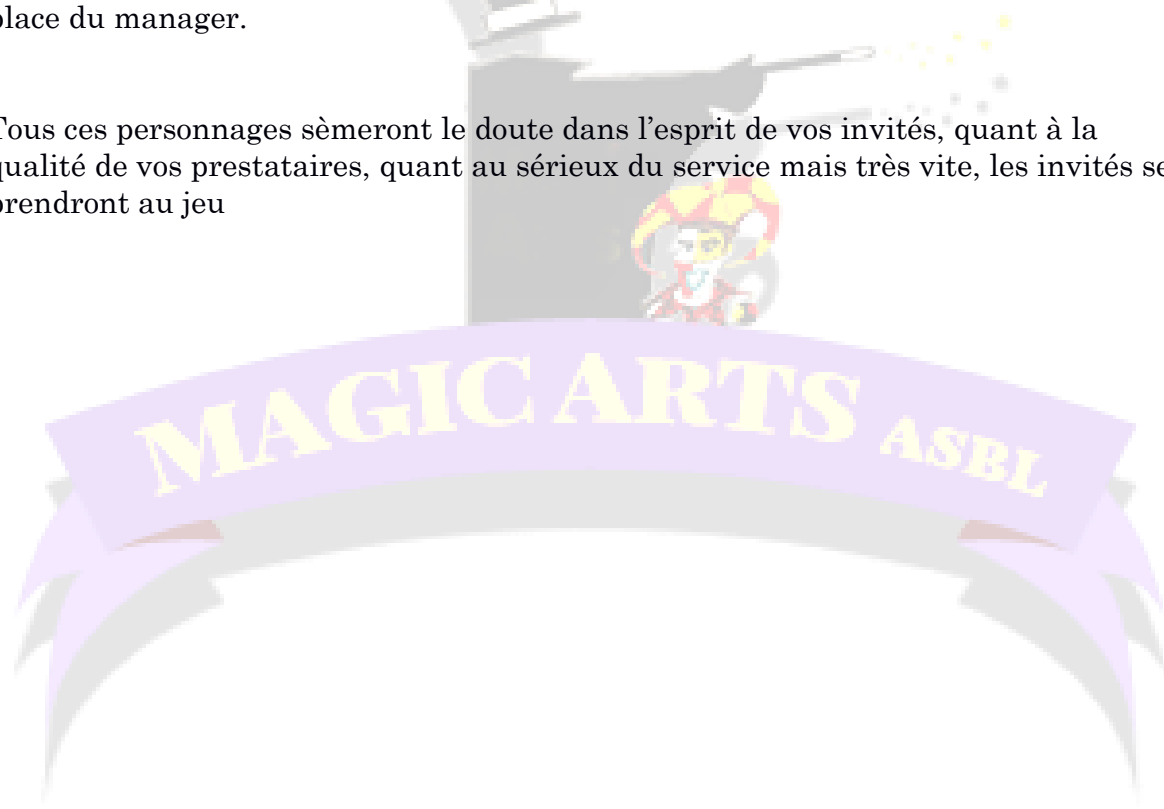 place du manager.
Tous ces personnages sèmeront le doute dans l’esprit de vos invités, quant à la
qualité de vos prestataires, quant au sérieux du service mais très vite, les invités se
prendront au jeu
MAGIC ARTS ASBL